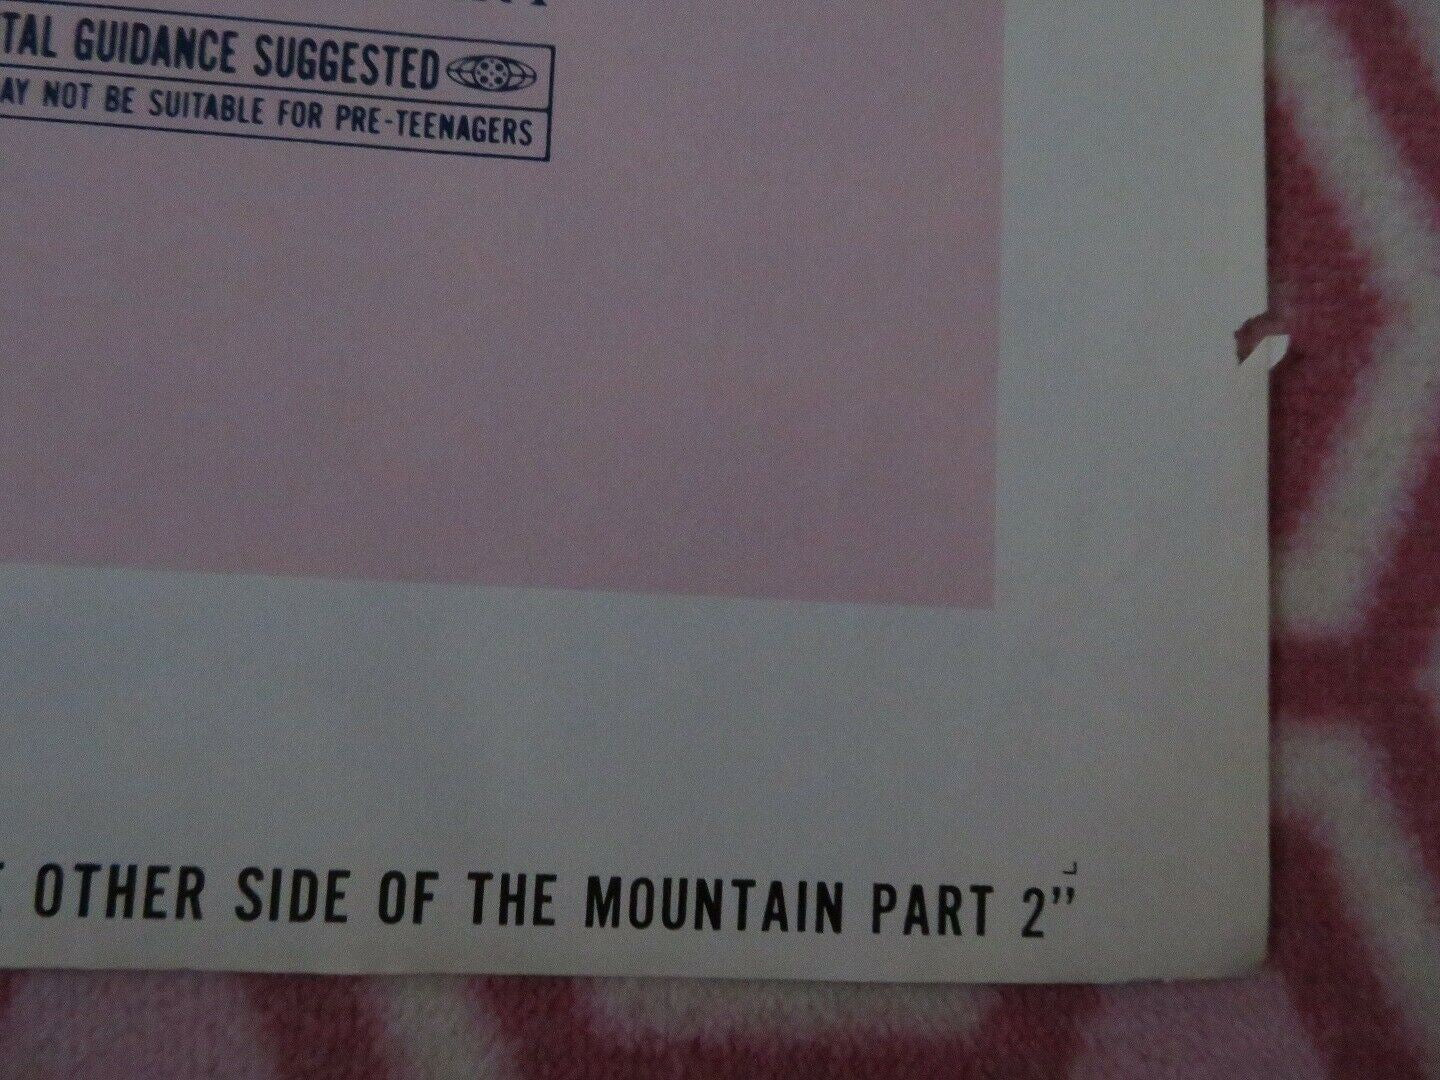 TAL GUIDANCE SUGGESTED
AY NOT BE SUITABLE FOR PRE-TEENAGERS
OTHER SIDE OF THE MOUNTAIN PART 2”